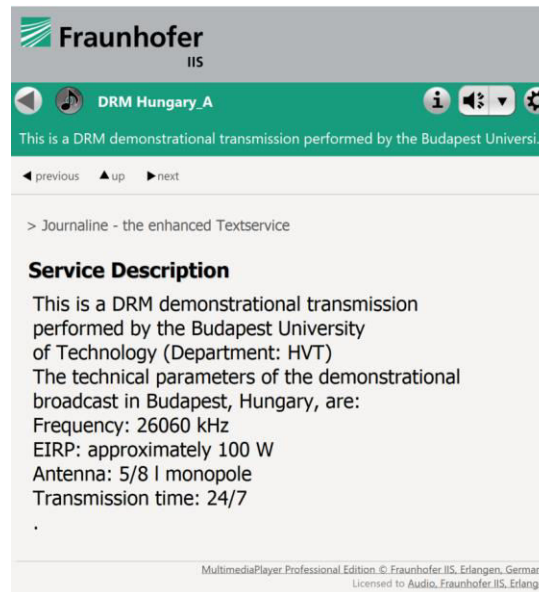 Fraunhofer
IIS
DRM Hungary_A
This is a DRM demonstrational transmission performed by the Budapest Universi.
previous up next
> Journaline - the enhanced Textservice
Service Description
This is a DRM demonstrational transmission
performed by the Budapest University
of Technology (Department: HVT)
The technical parameters of the demonstrational
broadcast in Budapest, Hungary, are:
Frequency: 26060 kHz
EIRP: approximately 100 W
Antenna: 5/8 l monopole
Transmission time: 24/7
.
MultimediaPlayer Professional Edition © Fraunhofer IIS, Erlangen, German
Licensed to Audio, Fraunhofer IIS, Erlang